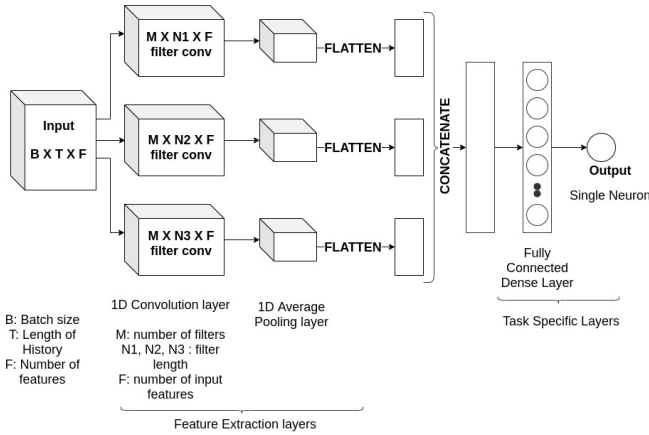 Input
B X T X F
M X N1 X F
filter conv
FLATTEN
M X N2 X F
filter conv
FLATTEN
M X N3 X F
filter conv
FLATTEN
CONCATENATE
Output
Single Neuron
Fully
Connected
Dense Layer
Task Specific Layers
B: Batch size
T: Length of
History
F: Number of
features
1D Convolution layer
M: number of filters
N1, N2, N3 : filter
length
F: number of input
features
1D Average
Pooling layer
Feature Extraction layers